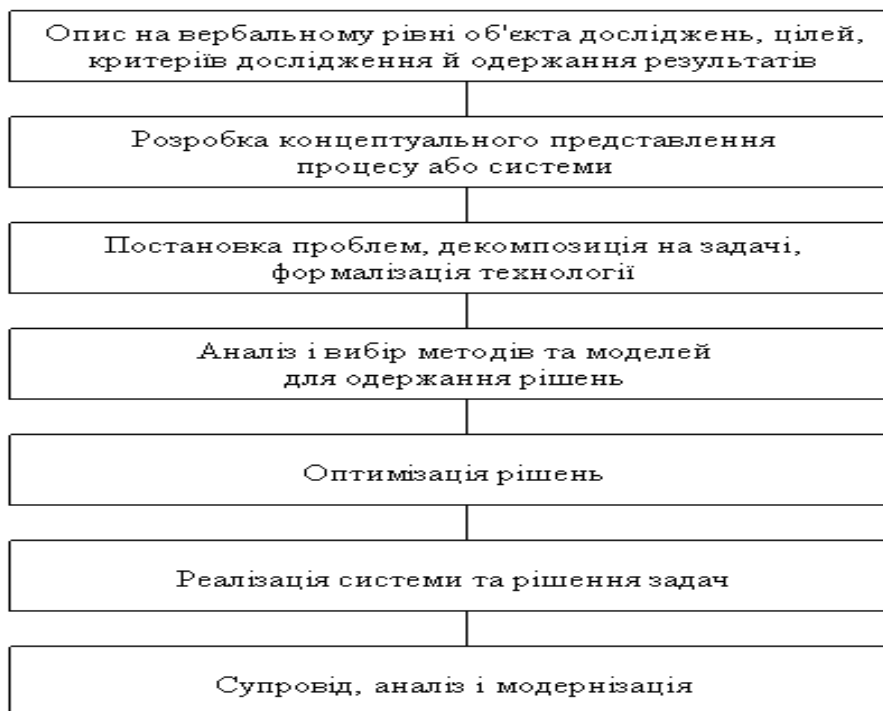 Опис на вербальному рівні об'єкта досліджень, цілей,
критеріїв дослідження й одержання результатів
Розробка концептуального представлення
процесу або системи
Постановка проблем, декомпозиція на задачі,
формалізація технології
Аналіз і вибір методів та моделей
для одержання рішень
Оптимізація рішень
Реалізація системи та рішення задач
Супровід, аналіз і модернізація